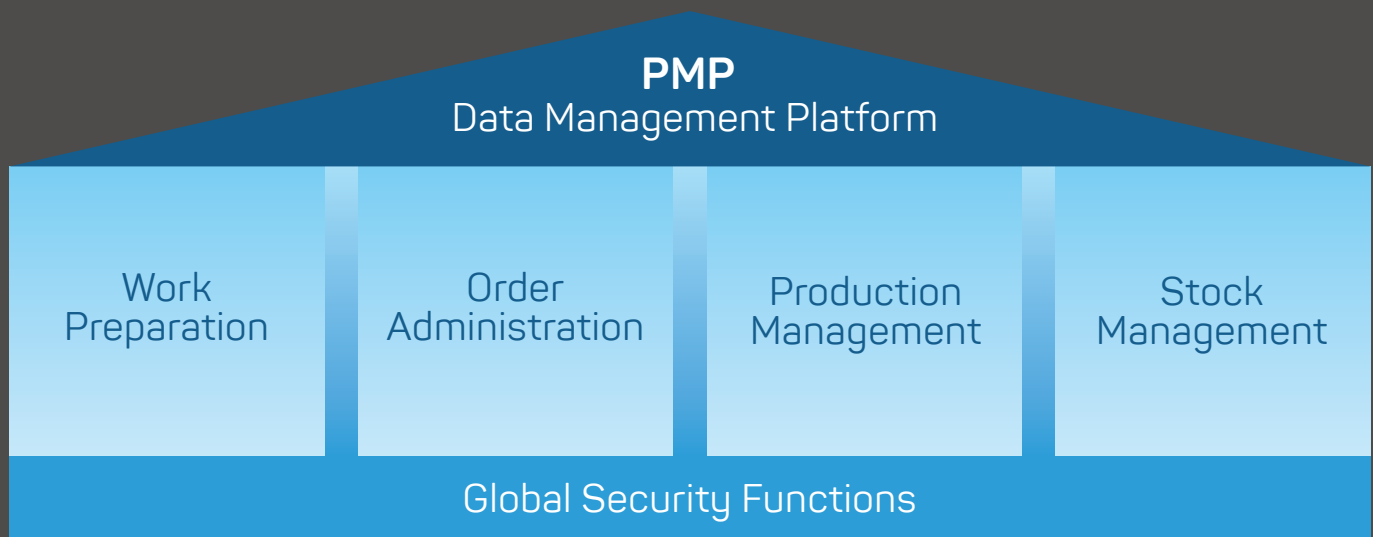 PMP
Data Management Platform
Work
Preparation
Order
Administration
Production
Management
Stock
Management
Global Security Functions